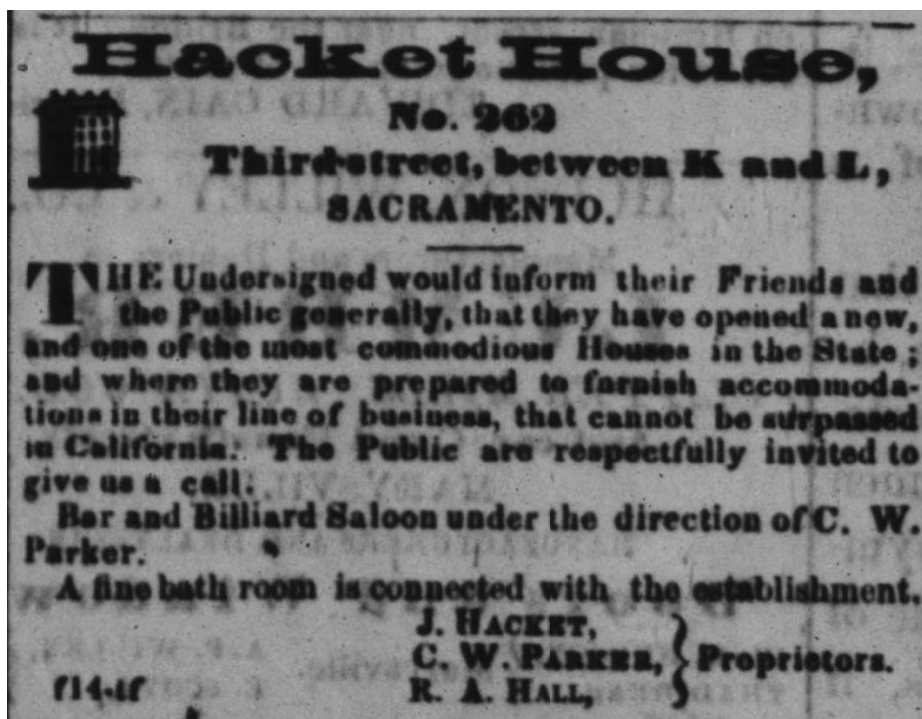 Hacket House,
No. 262
Third-street, between K and L,
SACRAMENTO.
THE Undersigned would inform their Friends and
the Public generally, that they have opened a new,
and one of the most commodious Houses in the State;
and where they are prepared to furnish accommoda-
tions in their line of business, that cannot be surpassed
in California. The Public are respectfully invited to
give us a call.
Bar and Billiard Saloon under the direction of C. W.
Parker.
A fine bath room is connected with the establishment.
J. HACKET,
C. W. PARKER, } Proprietors.
R. A. HALL,
f14-tf